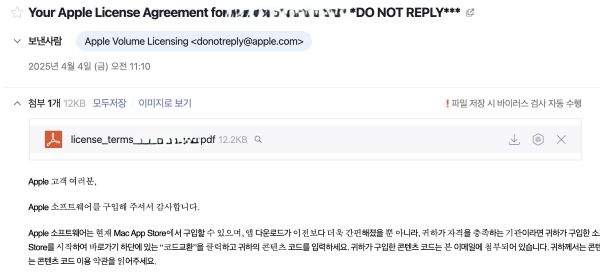 Your Apple License Agreement for *DO NOT REPLY***
보낸사람 Apple Volume Licensing <donotreply@apple.com>
2025년 4월 4일 (금) 오전 11:10
첨부 1개 12KB 모두저장 이미지로 보기 ! 파일 저장 시 바이러스 검사 자동 수행
license_terms_ pdf 12.2KB
Apple 고객 여러분,
Apple 소프트웨어를 구입해 주셔서 감사합니다.
Apple 소프트웨어는 현재 Mac App Store에서 구입할 수 있으며, 앱 다운로드가 이전보다 더욱 간편해졌을 뿐 아니라, 귀하가 자격을 충족하는 기관이라면 귀하가 구입한 소
Store를 시작하여 바로가기 하단에 있는 "코드교환"을 클릭하고 귀하의 콘텐츠 코드를 입력하세요. 귀하가 구입한 콘텐츠 코드는 본 이메일에 첨부되어 있습니다. 귀하께서는 콘텐
는 콘텐츠 코드 이용 약관을 읽어주세요.